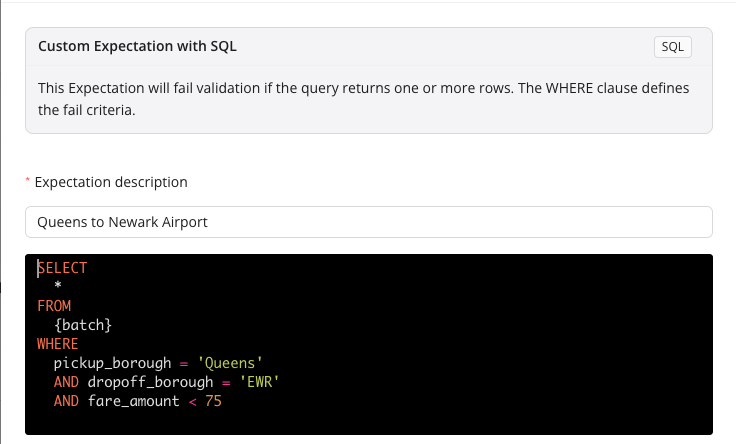 Custom Expectation with SQL
SQL
This Expectation will fail validation if the query returns one or more rows. The WHERE clause defines
the fail criteria.
* Expectation description
Queens to Newark Airport
SELECT
*
FROM
{batch}
WHERE
pickup_borough = 'Queens'
AND dropoff_borough = 'EWR'
AND fare_amount < 75